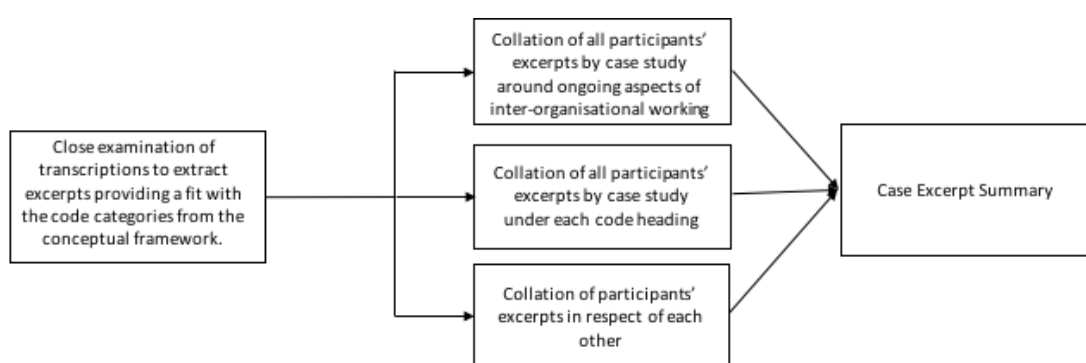 Close examination of
transcriptions to extract
excerpts providing a fit with
the code categories from the
conceptual framework.
Collation of all participants’
excerpts by case study
around ongoing aspects of
inter-organisational working
Collation of all participants’
excerpts by case study
under each code heading
Collation of participants’
excerpts in respect of each
other
Case Excerpt Summary